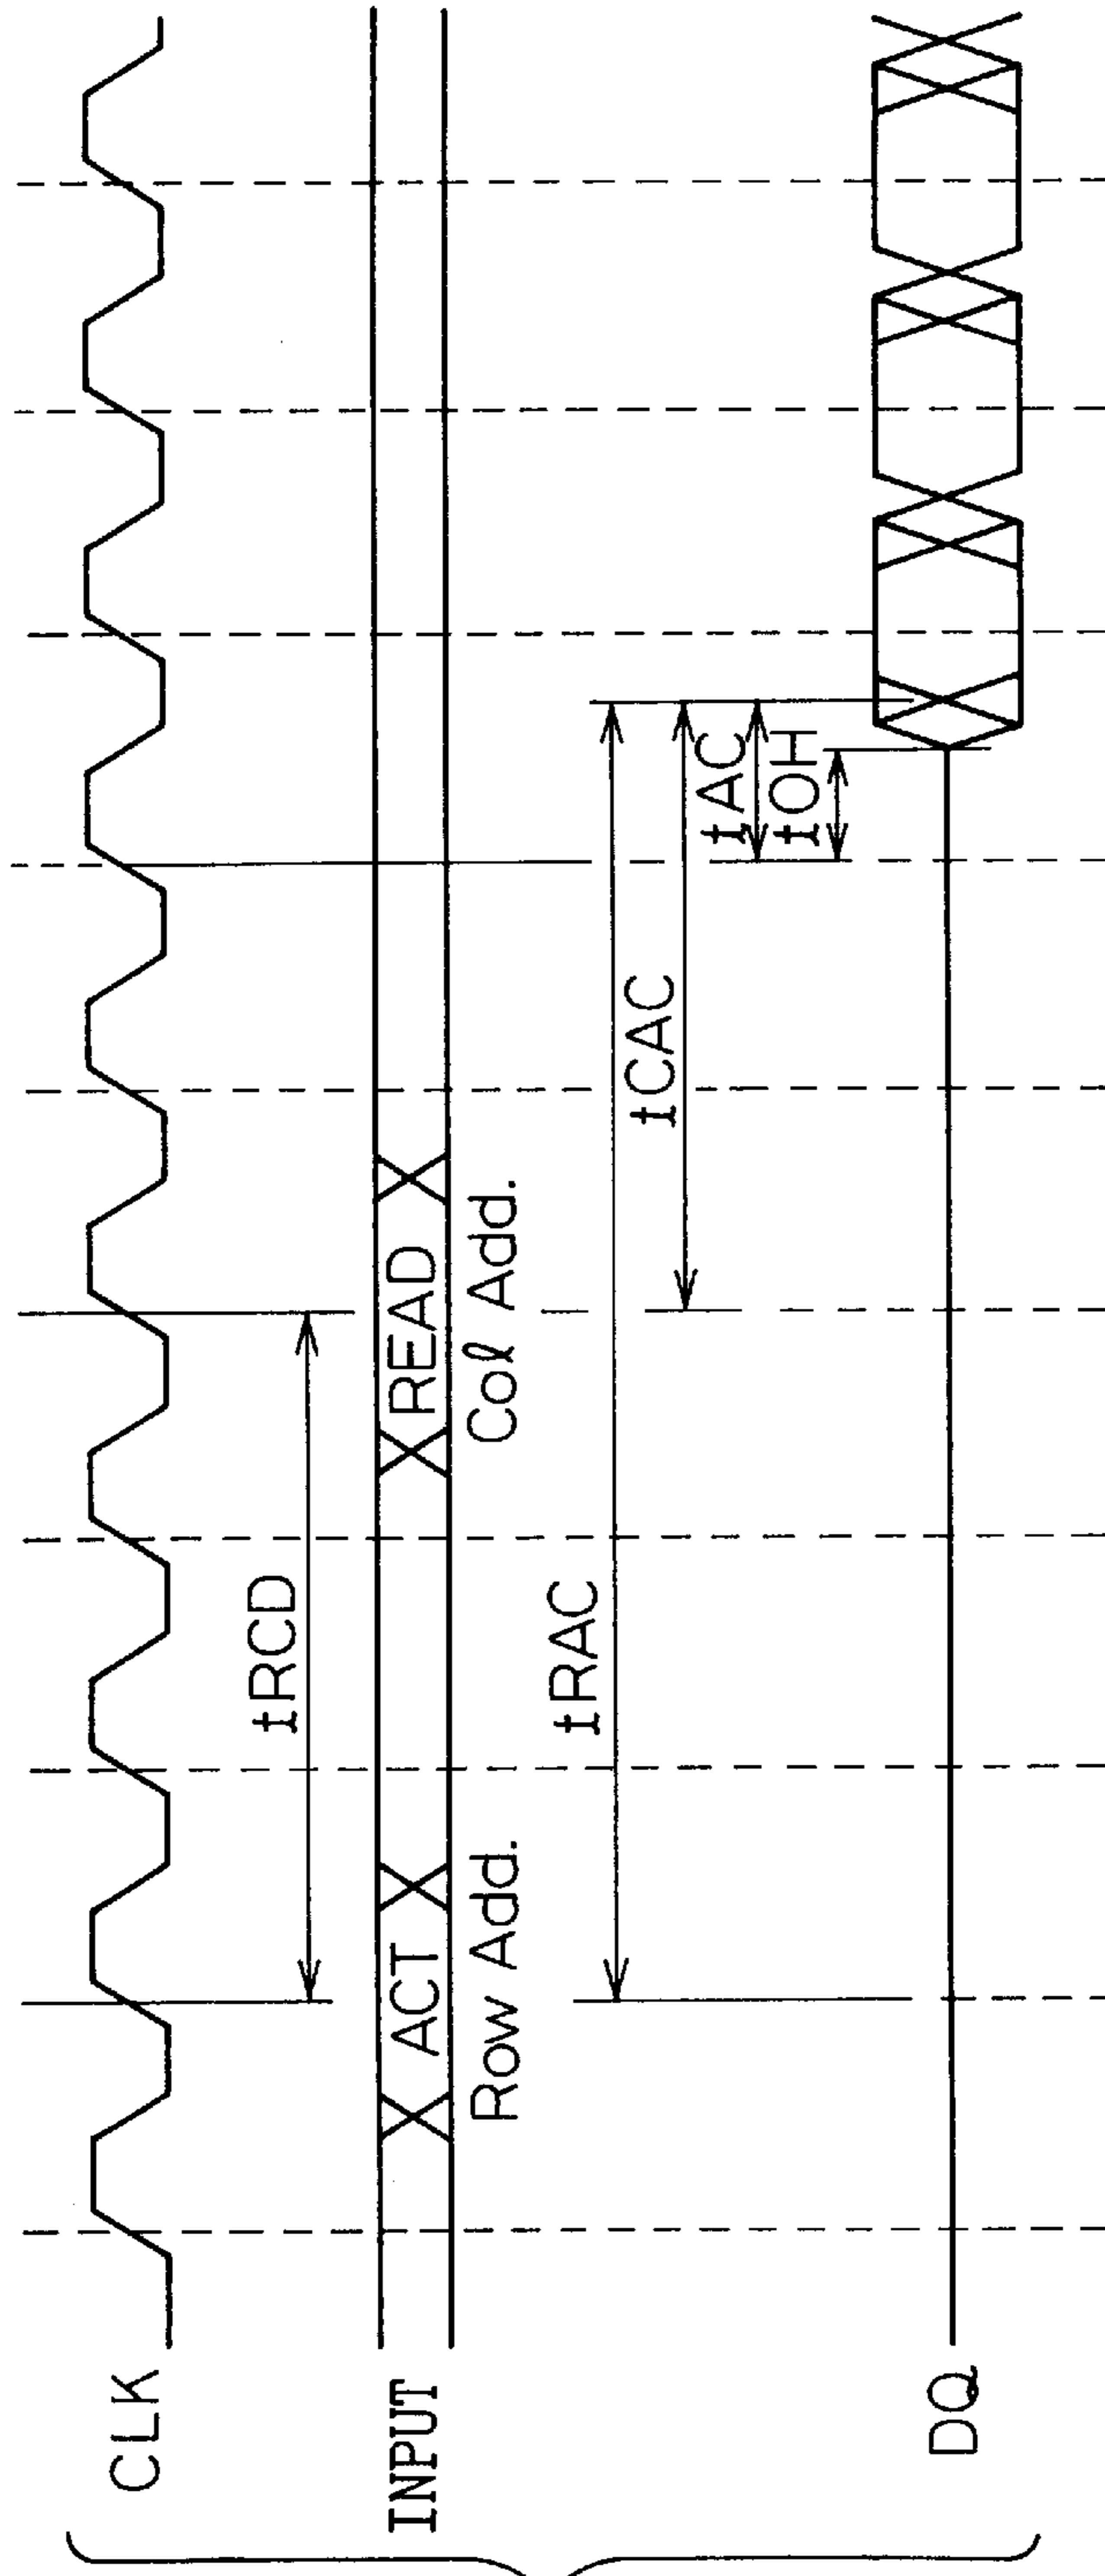 CLK
tRCD
INPUT
ACT
READ
Row Add.
Col Add.
tRAC
tCAC
tAC
tOH
DQ